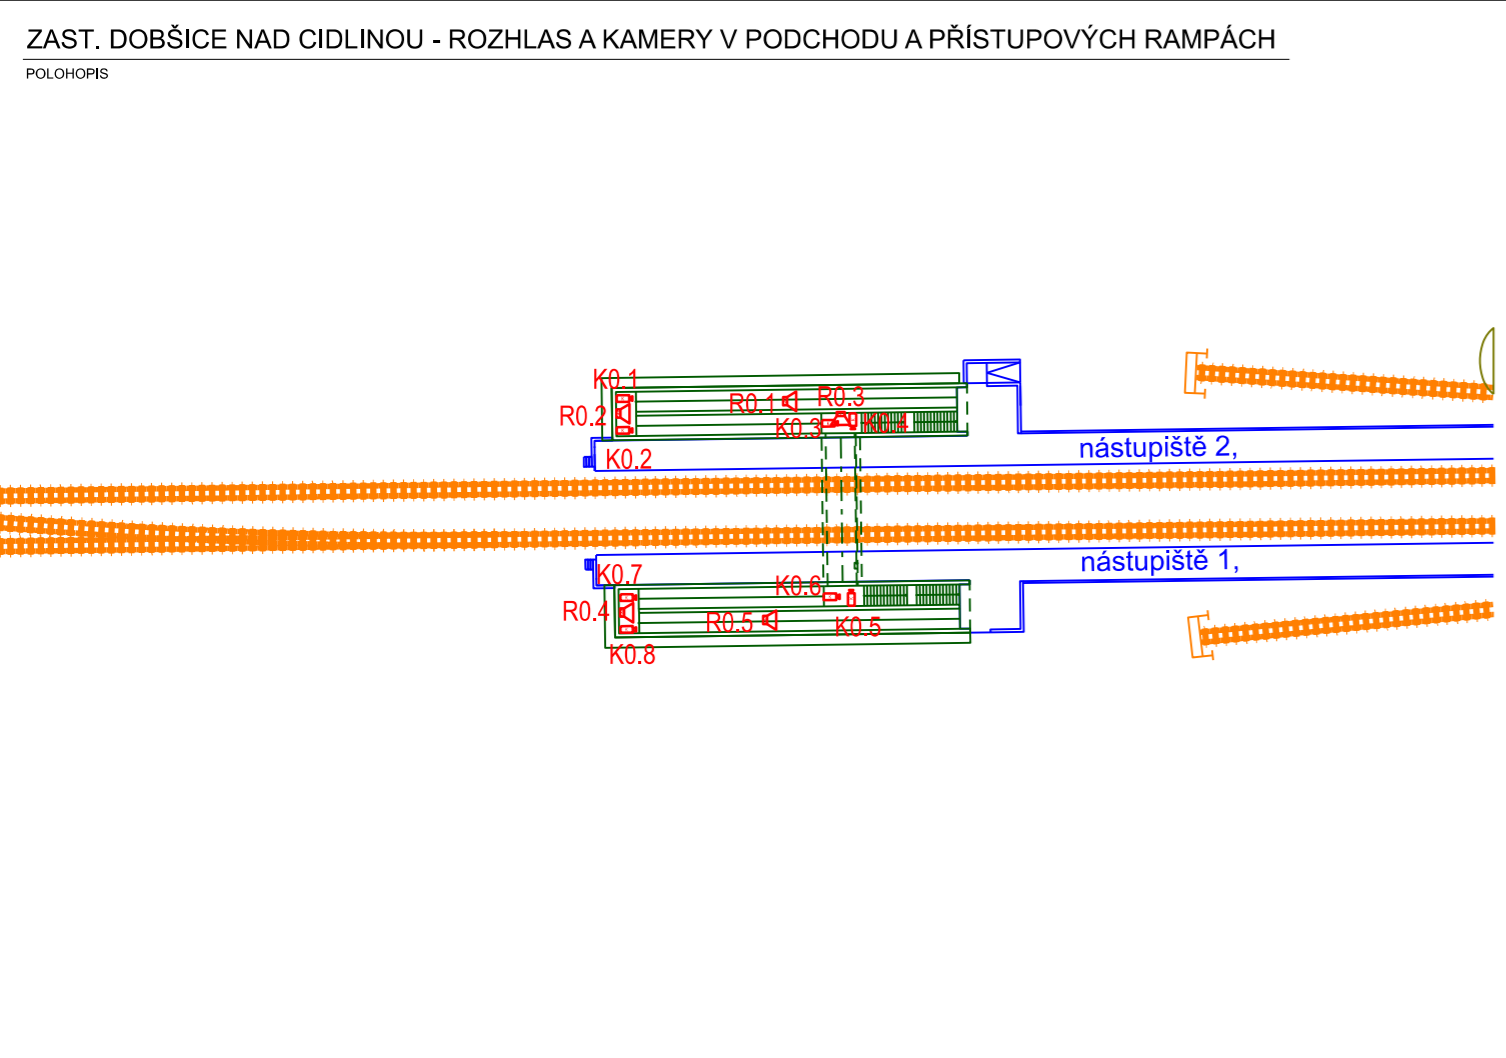 ZAST. DOBŠICE NAD CIDLINOU - ROZHLAS A KAMERY V PODCHODU A PŘÍSTUPOVÝCH RAMPÁCH
POLOHOPIS
K0.1
R0.1
R0.3
R0.2
K0.3
K0.4
K0.2
nástupiště 2,
nástupiště 1,
K0.7
K0.6
R0.4
R0.5
K0.5
K0.8